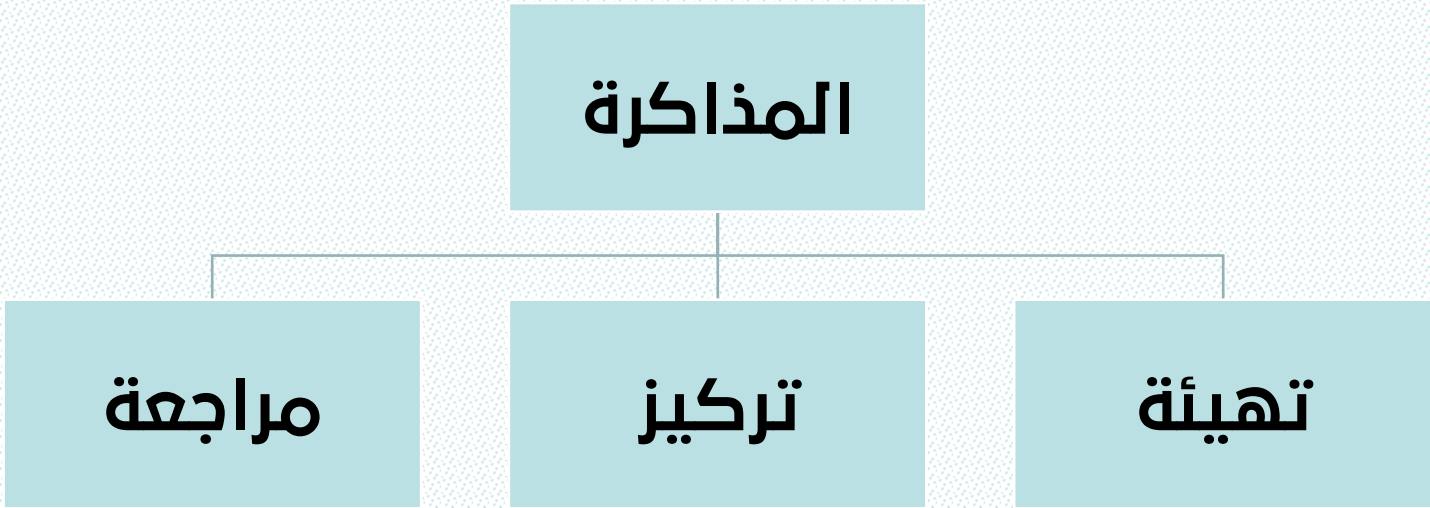 المذاكرة
تهيئة
تركيز
مراجعة